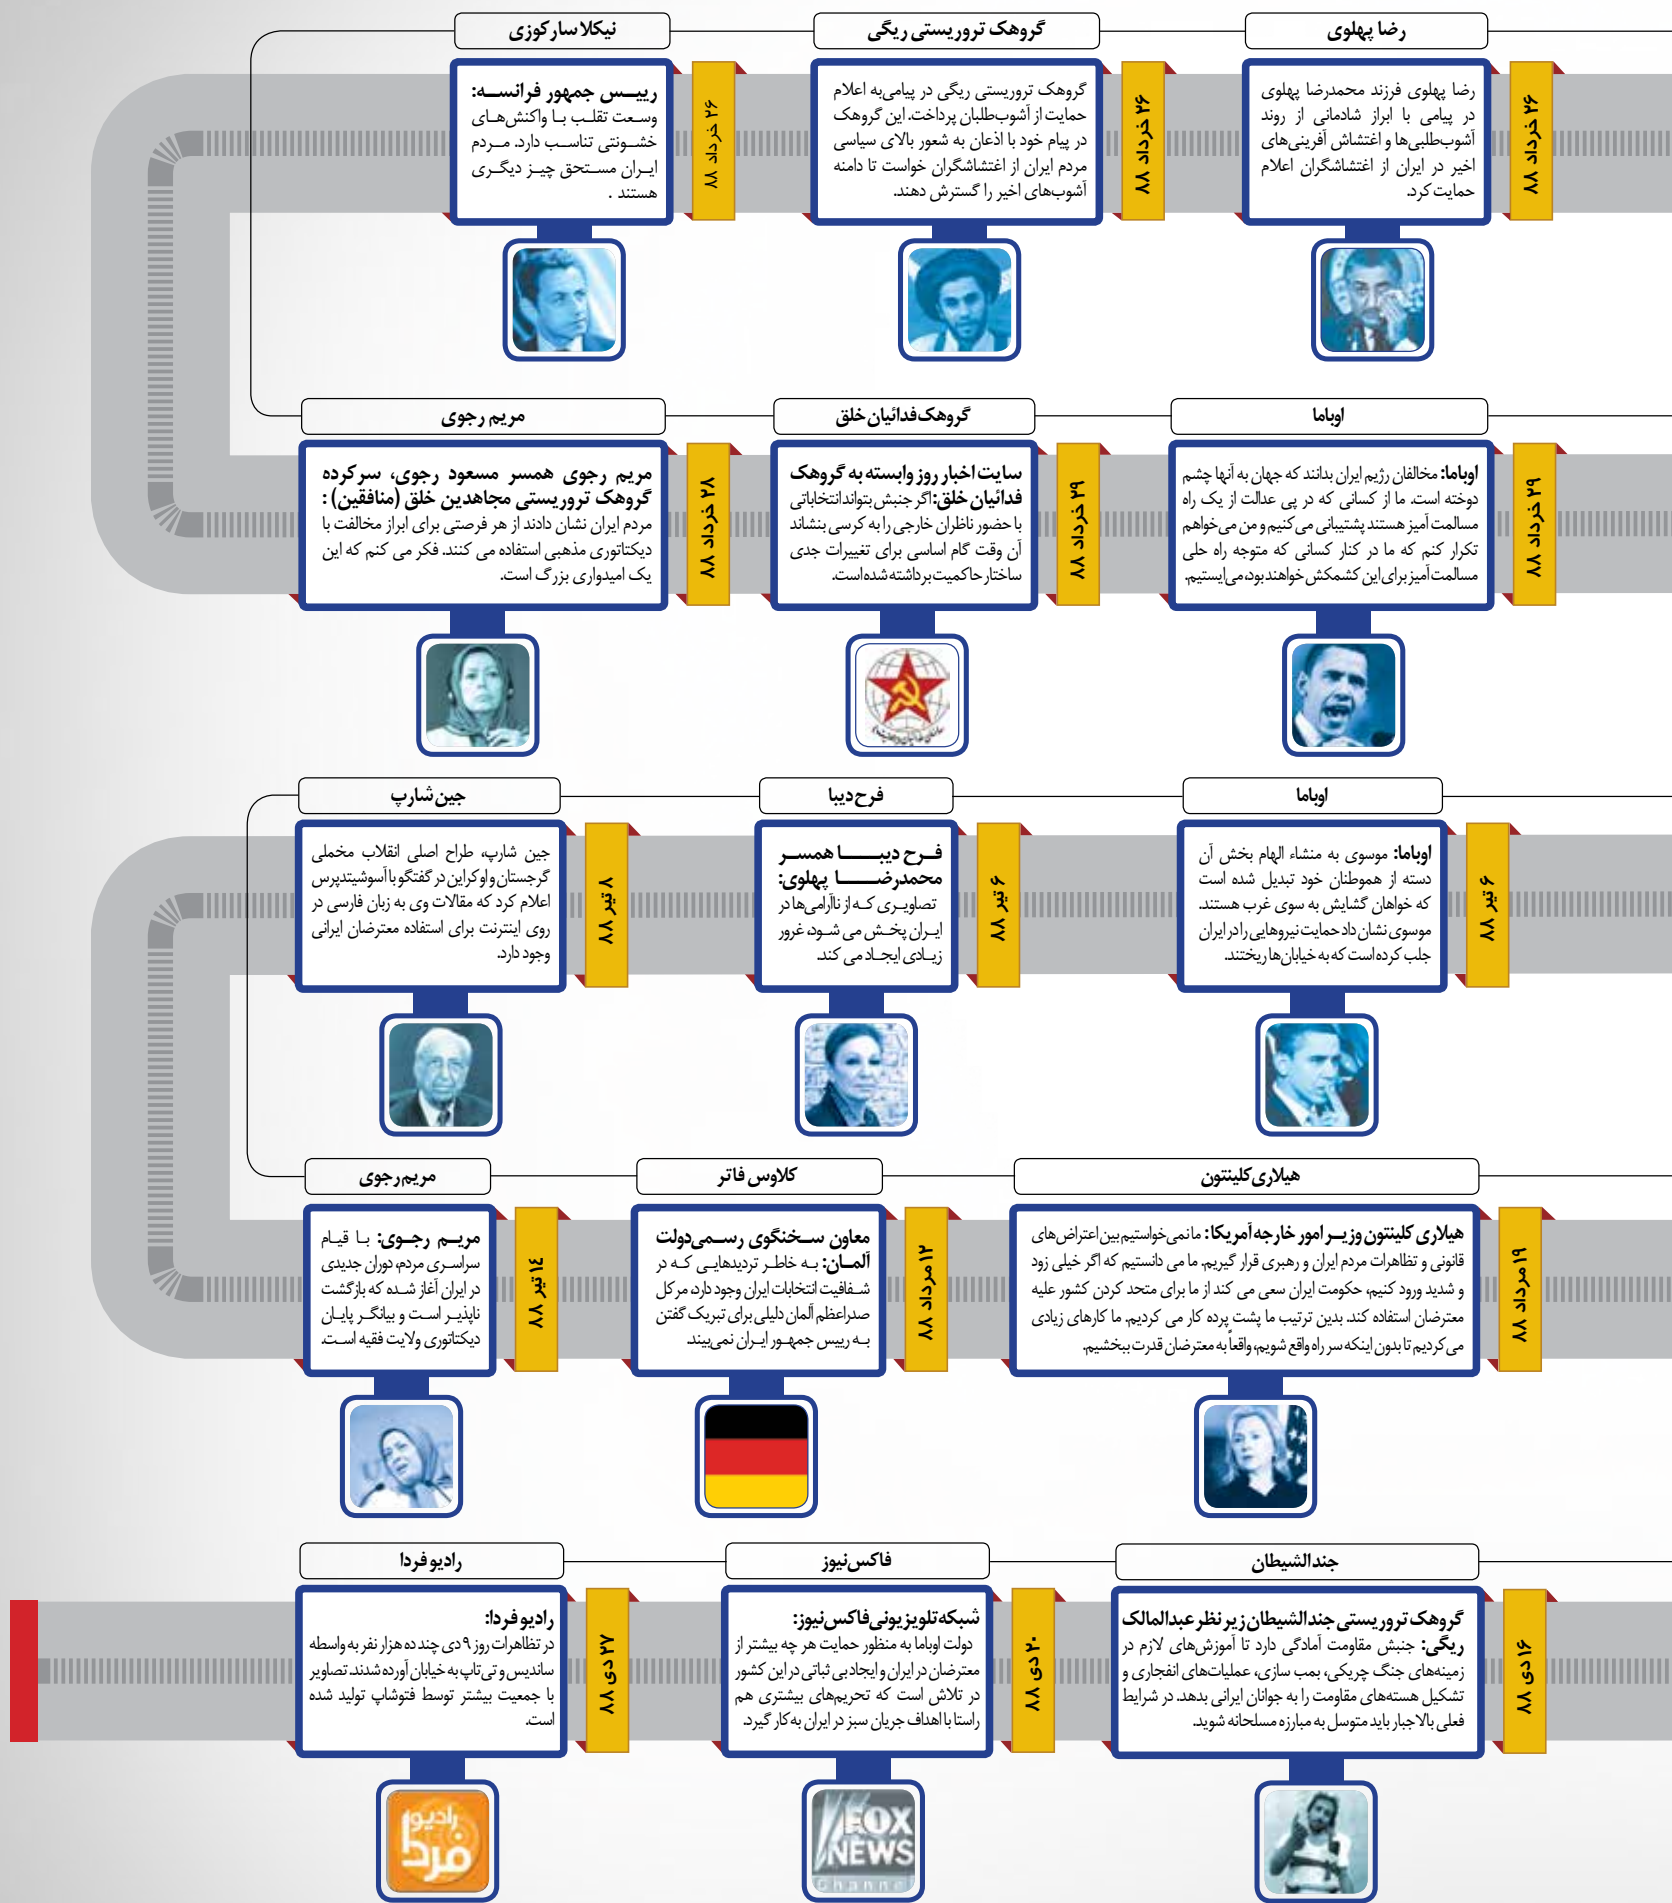 رضا پهلوی
۲۶ خرداد ۸۸
رضا پهلوی فرزند محمدرضا پهلوی
در پیامی با ابراز شادمانی از روند
آشوب‌طلبی‌ها و اغتشاش آفرینی‌های
اخیر در ایران از اغتشاشگران اعلام
حمایت کرد.
گروهک تروریستی ریگی
۲۶ خرداد ۸۸
گروهک تروریستی ریگی در پیامی‌به اعلام
حمایت از آشوب‌طلبان پرداخت. این گروهک
در پیام خود با اذعان به شعور بالای سیاسی
مردم ایران از اغتشاشگران خواست تا دامنه
آشوب‌های اخیر را گسترش دهند.
نیکلا سارکوزی
۲۶ خرداد ۸۸
رییس جمهور فرانسه:
وسعت تقلب با واکنش‌های
خشونتی تناسب دارد. مردم
ایران مستحق چیز دیگری
هستند .
اوباما
۲۹ خرداد ۸۸
اوباما: مخالفان رژیم ایران بدانند که جهان به آنها چشم
دوخته است. ما از کسانی که در پی عدالت از یک راه
مسالمت آمیز هستند پشتیبانی می‌کنیم و من می‌خواهم
تکرار کنم که ما در کنار کسانی که متوجه راه حلی
مسالمت آمیز برای این کشمکش خواهند بود، می‌ایستیم.
گروهک فدائیان خلق
۲۹ خرداد ۸۸
سایت اخبار روز وابسته به گروهک
فدائیان خلق: اگر جنبش بتواند انتخاباتی
با حضور ناظران خارجی را به کرسی بنشاند
آن وقت گام اساسی برای تغییرات جدی
ساختار حاکمیت برداشته شده است.
مریم رجوی
۲۸ خرداد ۸۸
مریم رجوی همسر مسعود رجوی، سرکرده
گروهک تروریستی مجاهدین خلق (منافقین) :
مردم ایران نشان دادند از هر فرصتی برای ابراز مخالفت با
دیکتاتوری مذهبی استفاده می کنند. فکر می کنم که این
یک امیدواری بزرگ است.
اوباما
۶ تیر ۸۸
اوباما: موسوی به منشاء الهام بخش آن
دسته از هموطنان خود تبدیل شده است
که خواهان گشایش به سوی غرب هستند.
موسوی نشان داد حمایت نیروهایی را در ایران
جلب کرده است که به خیابان‌ها ریختند.
فرح دیبا
۶ تیر ۸۸
فرح دیبا همسر
محمدرضا پهلوی:
تصاویری که از ناآرامی‌ها در
ایران پخش می شود، غرور
زیادی ایجاد می کند.
جین شارپ
۸ تیر ۸۸
جین شارپ، طراح اصلی انقلاب مخملی
گرجستان و اوکراین در گفتگو با آسوشیتدپرس
اعلام کرد که مقالات وی به زبان فارسی در
روی اینترنت برای استفاده معترضان ایرانی
وجود دارد.
هیلاری کلینتون
۱۹ مرداد ۸۸
هیلاری کلینتون وزیر امور خارجه آمریکا: ما نمی‌خواستیم بین اعتراض‌های
قانونی و تظاهرات مردم ایران و رهبری قرار گیریم. ما می دانستیم که اگر خیلی زود
و شدید ورود کنیم، حکومت ایران سعی می کند از ما برای متحد کردن کشور علیه
معترضان استفاده کند. بدین ترتیب ما پشت پرده کار می کردیم. ما کارهای زیادی
می کردیم تا بدون اینکه سر راه واقع شویم، واقعاً به معترضان قدرت ببخشیم.
کلاوس فاتر
۱۲ مرداد ۸۸
معاون سخنگوی رسمی‌دولت
آلمان: به خاطر تردیدهایی که در
شفافیت انتخابات ایران وجود دارد، مرکل
صدراعظم آلمان دلیلی برای تبریک گفتن
به رییس جمهور ایران نمی‌بیند.
مریم رجوی
۱۴ تیر ۸۸
مریم رجوی: با قیام
سراسری مردم، دوران جدیدی
در ایران آغاز شده که بازگشت
ناپذیر است و بیانگر پایان
دیکتاتوری ولایت فقیه است.
جندالشیطان
۱۶ دی ۸۸
گروهک تروریستی جندالشیطان زیر نظر عبدالمالک
ریگی: جنبش مقاومت آمادگی دارد تا آموزش‌های لازم در
زمینه‌های جنگ چریکی، بمب سازی، عملیات‌های انفجاری و
تشکیل هسته‌های مقاومت را به جوانان ایرانی بدهد. در شرایط
فعلی بالاجبار باید متوسل به مبارزه مسلحانه شوید.
فاکس نیوز
۲۰ دی ۸۸
شبکه تلویزیونی فاکس نیوز:
دولت اوباما به منظور حمایت هر چه بیشتر از
معترضان در ایران و ایجاد بی ثباتی در این کشور
در تلاش است که تحریم‌های بیشتری هم
راستا با اهداف جریان سبز در ایران به کار گیرد.
FOX
NEWS
Channel
رادیو فردا
۲۷ دی ۸۸
رادیو فردا:
در تظاهرات روز ۹ دی چند ده هزار نفر به واسطه
ساندیس و تی تاپ به خیابان آورده شدند. تصاویر
با جمعیت بیشتر توسط فتوشاپ تولید شده
است.
رادیو
فردا